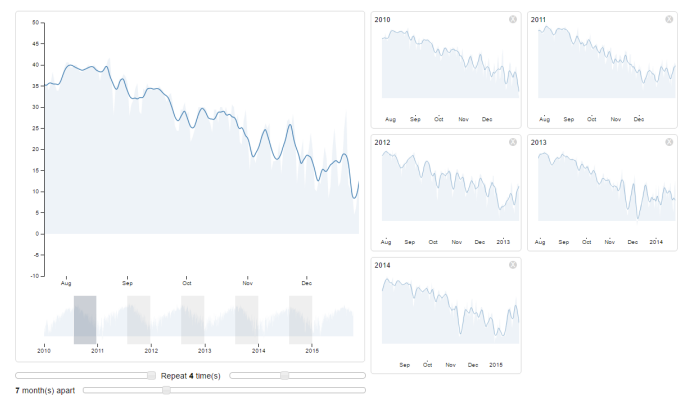 50
45
40
35
30
25
20
15
10
5
0
-5
-10
Aug Sep Oct Nov Dec
2010 2011 2012 2013 2014 2015
Repeat 4 time(s)
7 month(s) apart
2010
Aug Sep Oct Nov Dec
2011
Aug Sep Oct Nov Dec
2012
Aug Sep Oct Nov Dec 2013
2013
Aug Sep Oct Nov Dec 2014
2014
Sep Oct Nov Dec 2015